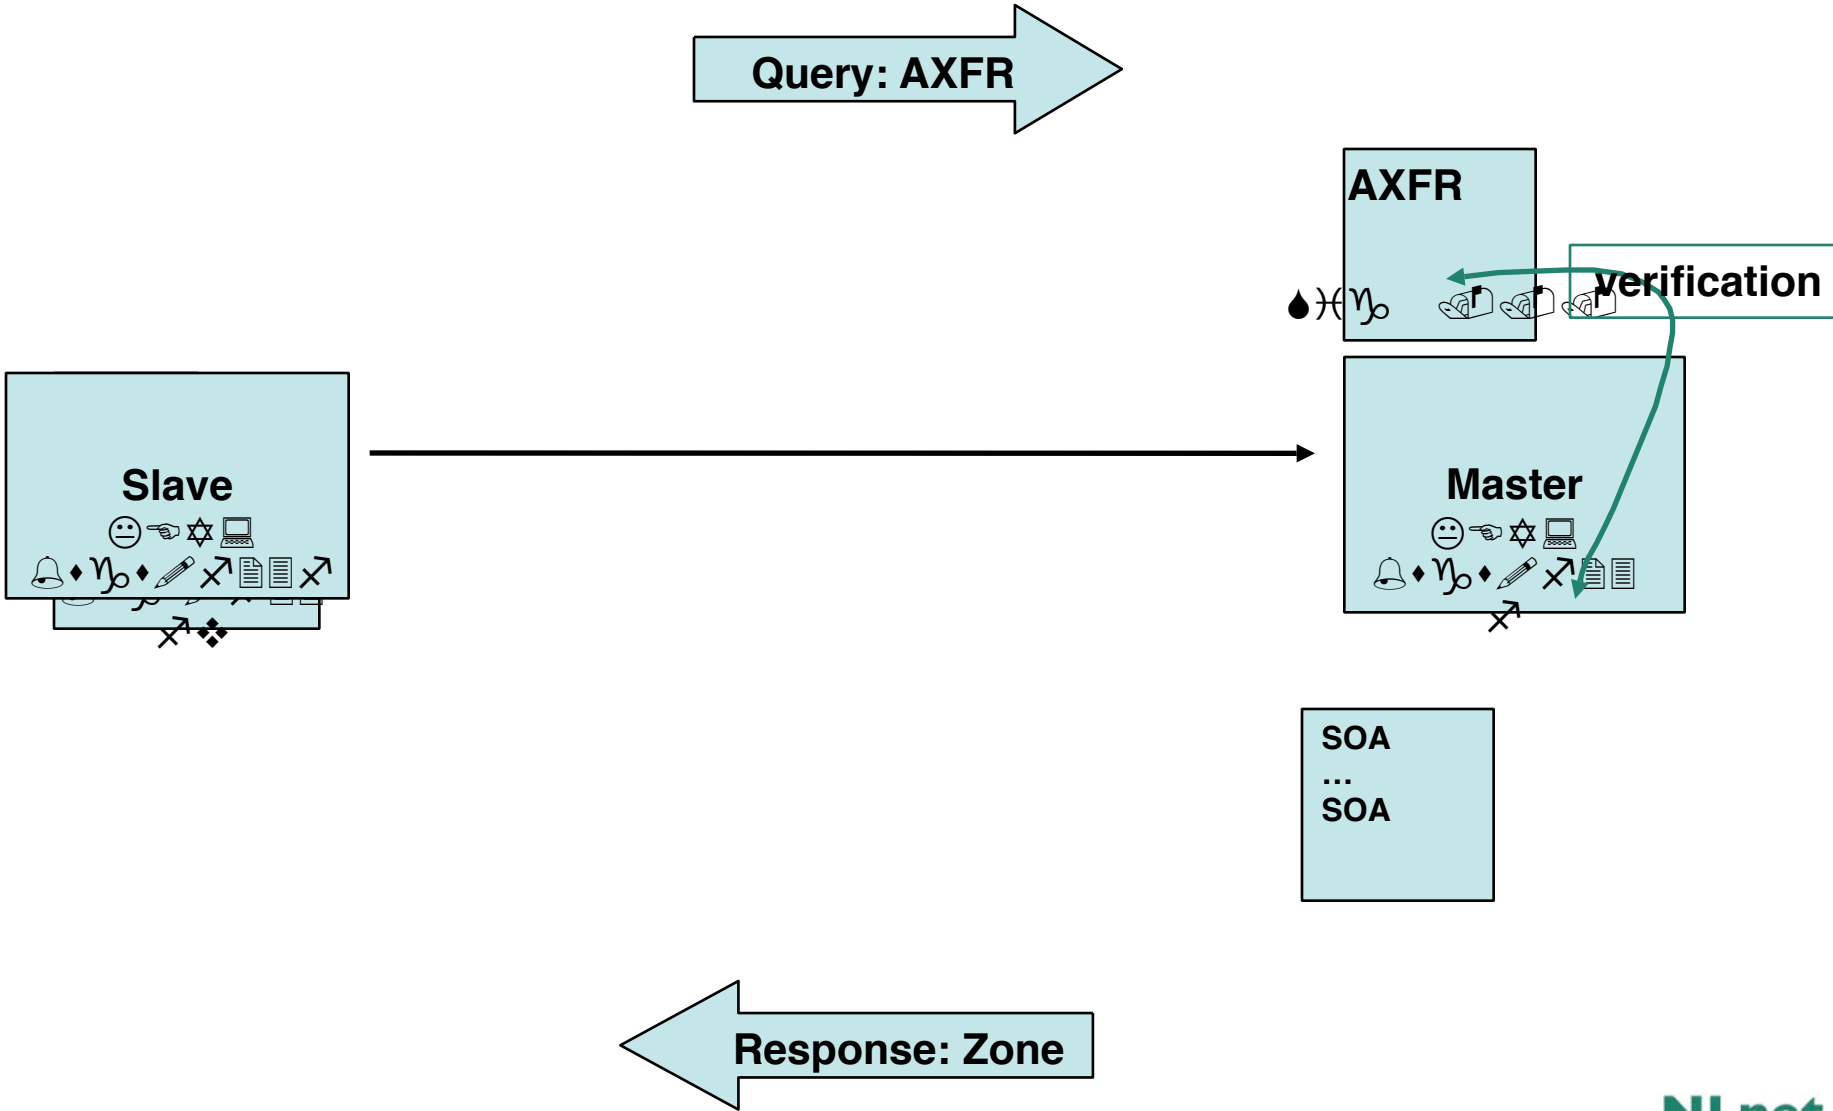 Query: AXFR
AXFR
verification
Slave
Master
SOA
…
SOA
Response: Zone